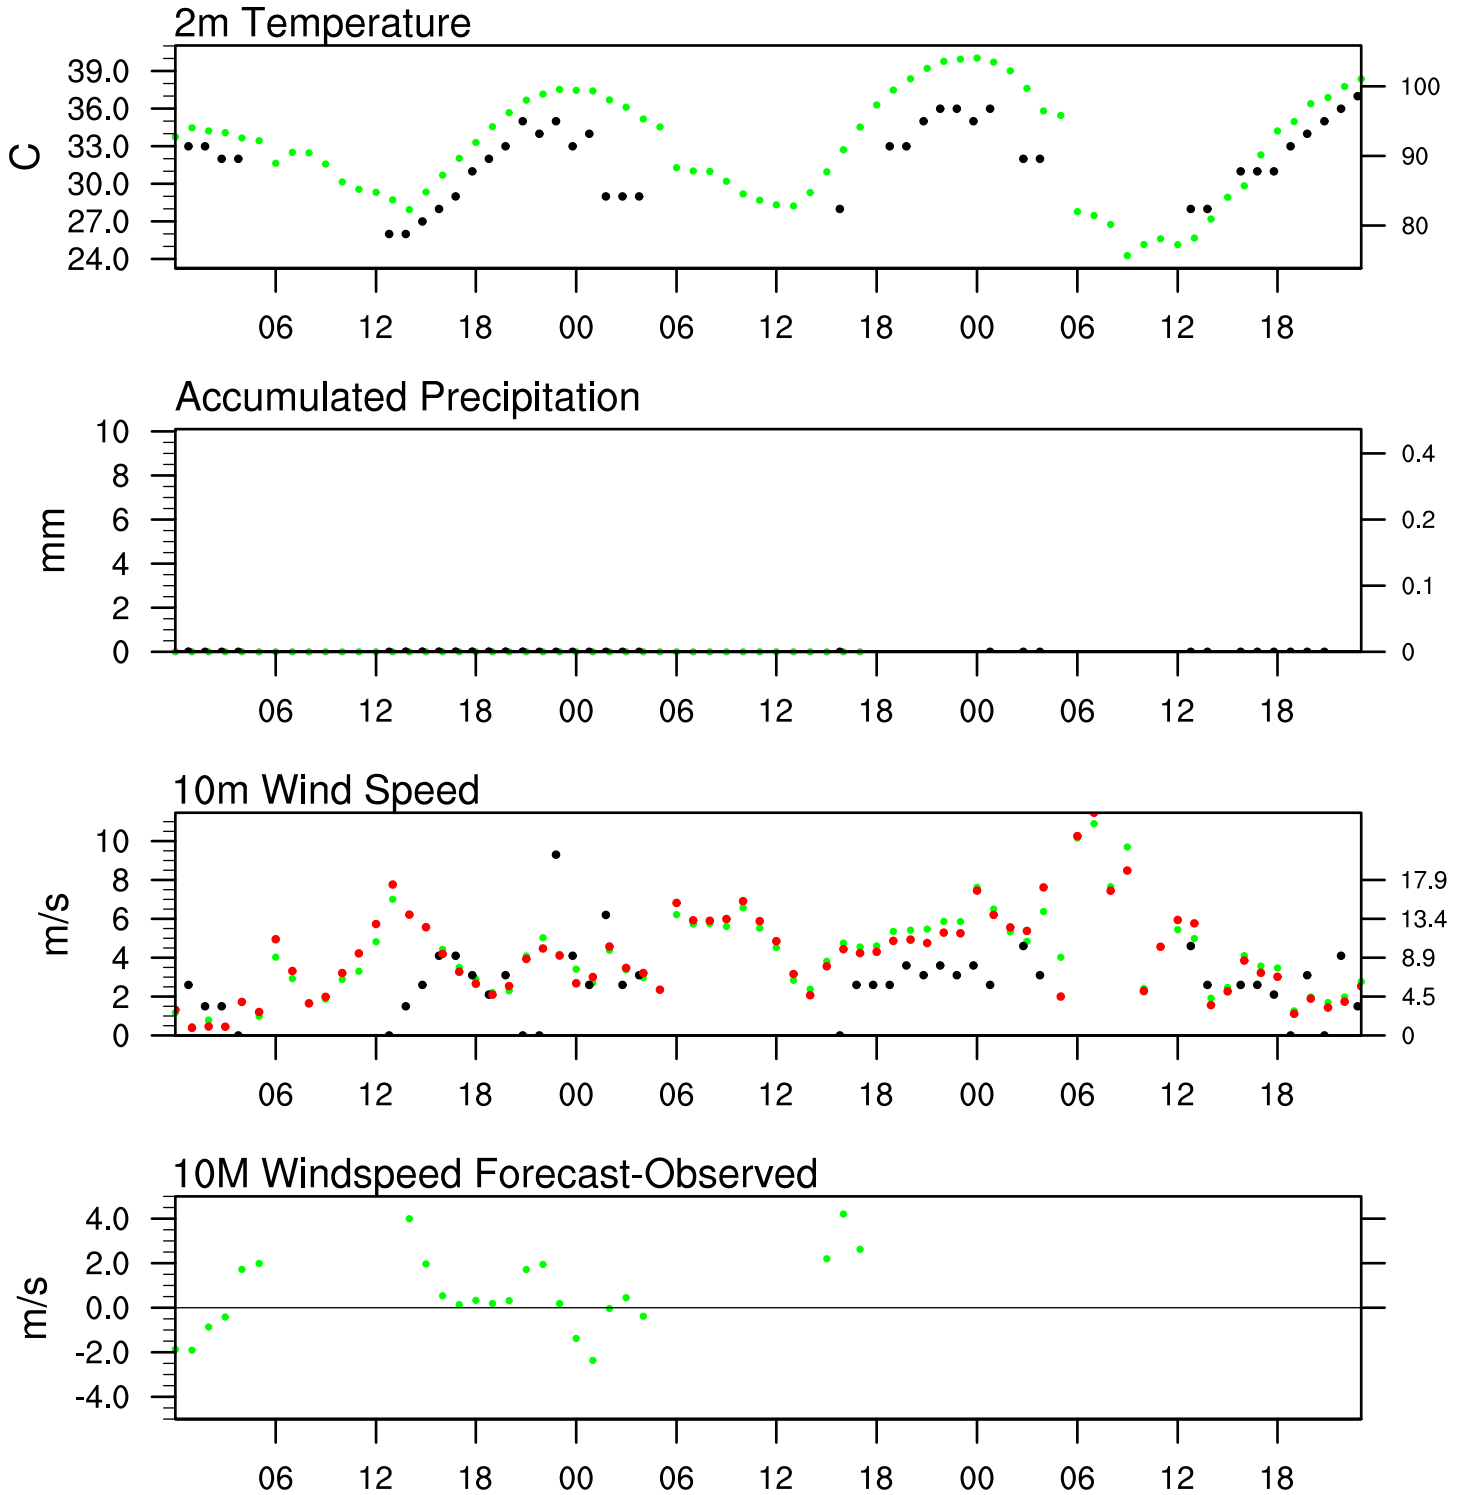 2m Temperature
39.0
36.0
33.0
30.0
27.0
24.0
C
100
90
80
06 12 18 00 06 12 18 00 06 12 18
Accumulated Precipitation
10
8
6
4
2
0
mm
0.4
0.2
0.1
0
06 12 18 00 06 12 18 00 06 12 18
10m Wind Speed
10
8
6
4
2
0
m/s
17.9
13.4
8.9
4.5
0
06 12 18 00 06 12 18 00 06 12 18
10M Windspeed Forecast-Observed
4.0
2.0
0.0
-2.0
-4.0
m/s
06 12 18 00 06 12 18 00 06 12 18